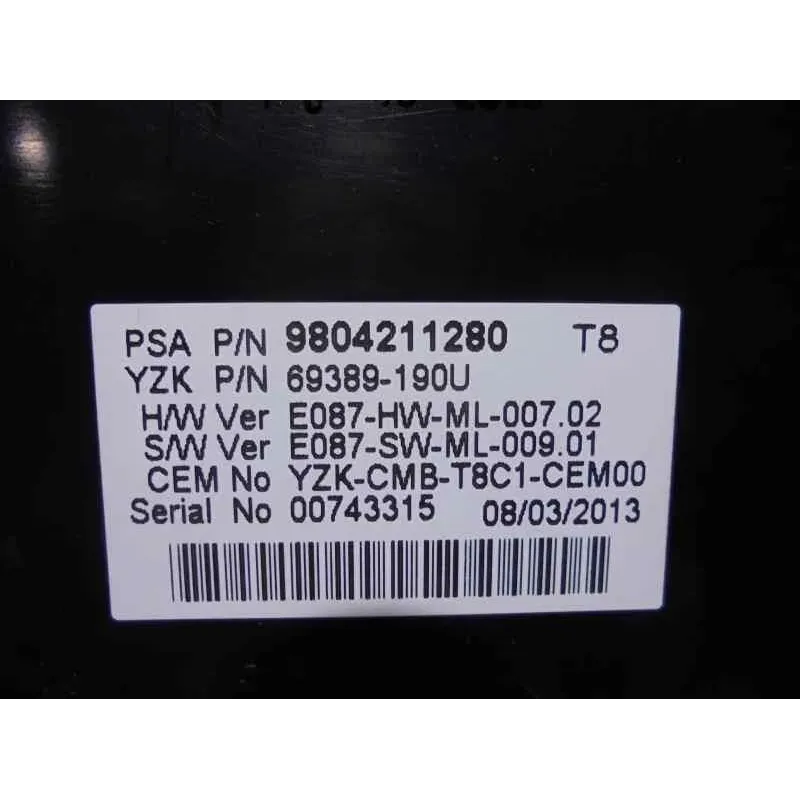 PSA P/N 9804211280 T8
YZK P/N 69389-190U
H/W Ver E087-HW-ML-007.02
S/W Ver E087-SW-ML-009.01
CEM No YZK-CMB-T8C1-CEM00
Serial No 00743315 08/03/2013